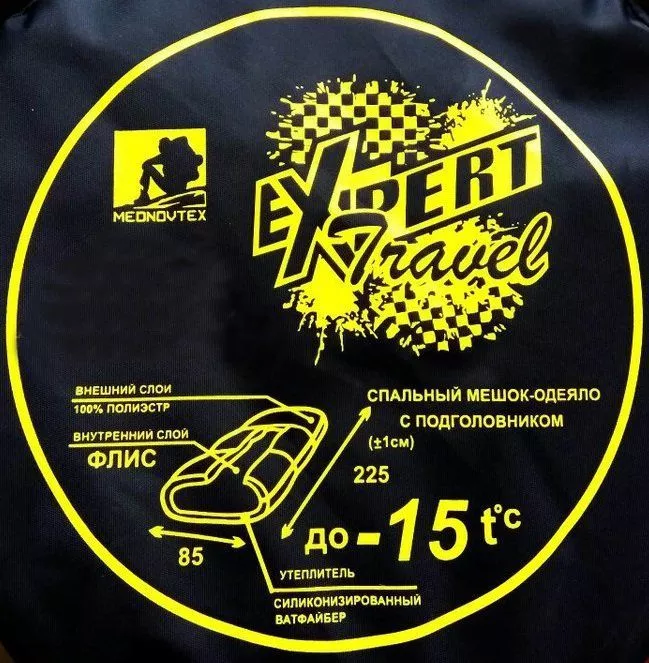 MEDNOVTEX
EXPERT
Travel
ВНЕШНИЙ СЛОИ
100% ПОЛИЭСТР
ВНУТРЕННИЙ СЛОЙ
ФЛИС
СПАЛЬНЫЙ МЕШОК-ОДЕЯЛО
С ПОДГОЛОВНИКОМ
(±1см)
225
85
до -15 t°c
УТЕПЛИТЕЛЬ
СИЛИКОНИЗИРОВАННЫЙ
ВАТФАЙБЕР